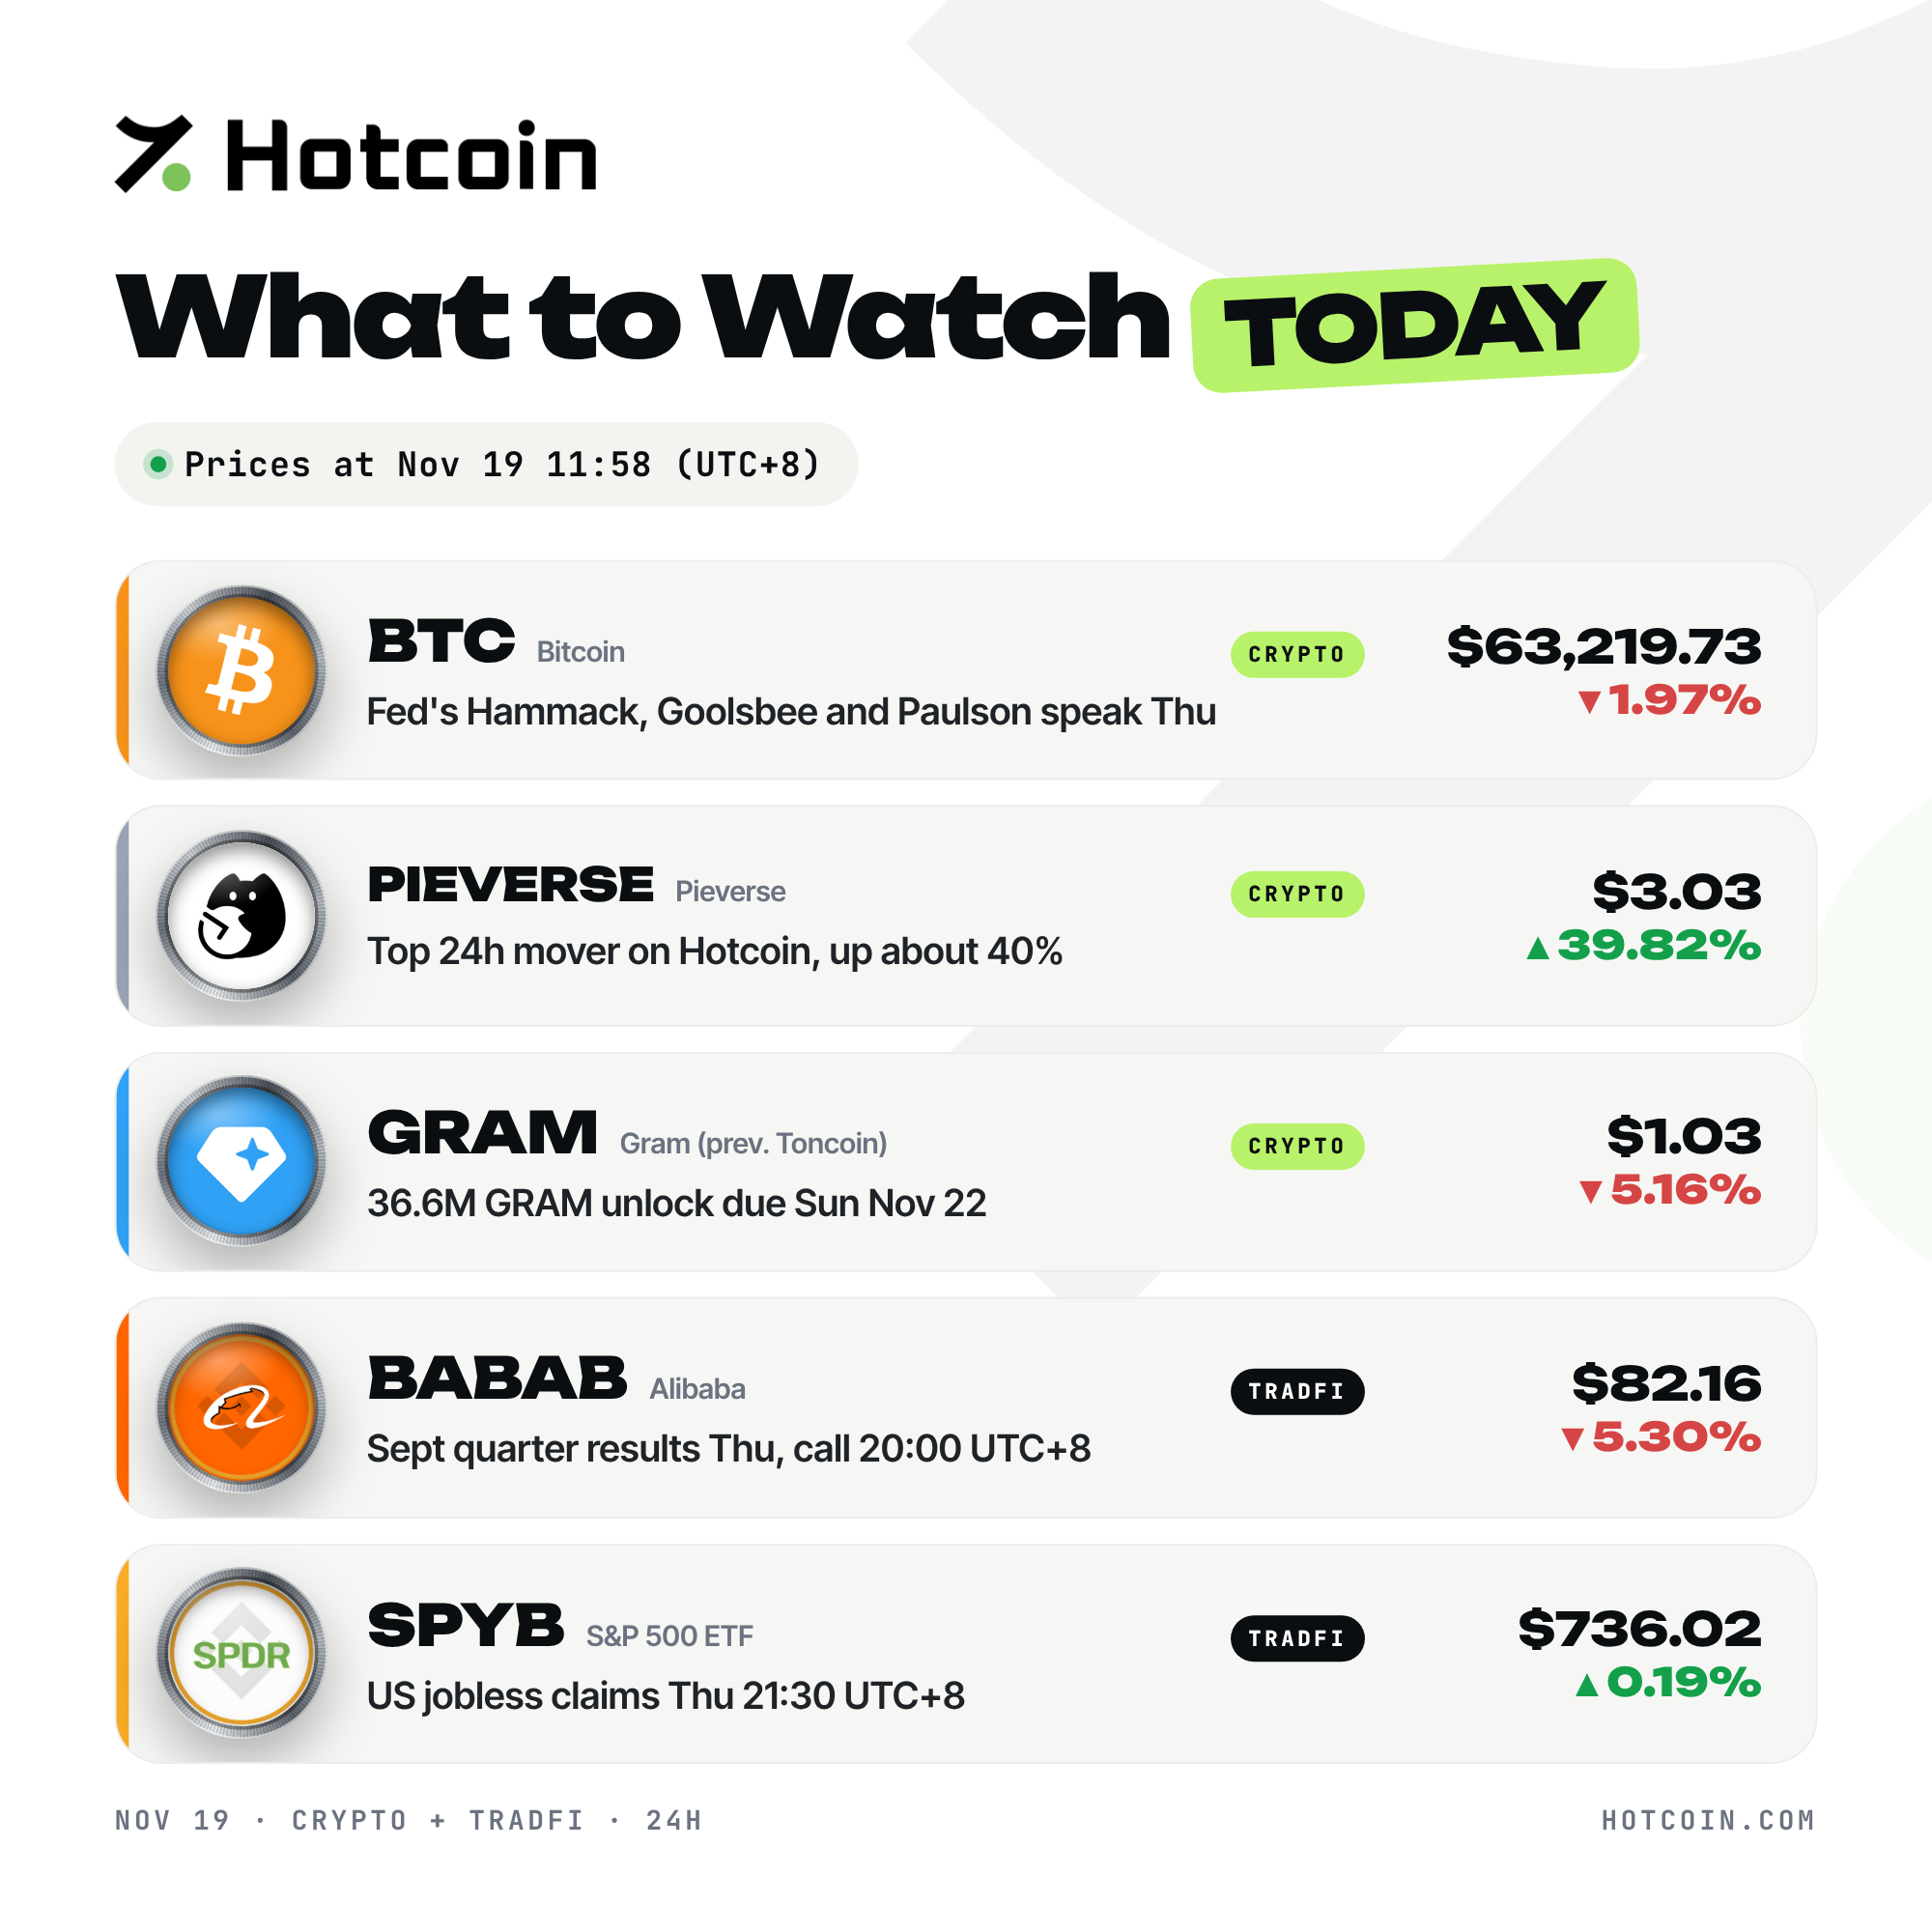 Hotcoin
What to Watch TODAY
Prices at Nov 19 11:58 (UTC+8)
BTC Bitcoin CRYPTO $63,219.73
Fed's Hammack, Goolsbee and Paulson speak Thu ▼1.97%
PIEVERSE Pieverse CRYPTO $3.03
Top 24h mover on Hotcoin, up about 40% ▲39.82%
GRAM Gram (prev. Toncoin) CRYPTO $1.03
36.6M GRAM unlock due Sun Nov 22 ▼5.16%
BABAB Alibaba TRADFI $82.16
Sept quarter results Thu, call 20:00 UTC+8 ▼5.30%
SPDR
SPYB S&P 500 ETF TRADFI $736.02
US jobless claims Thu 21:30 UTC+8 ▲0.19%
NOV 19 · CRYPTO + TRADFI · 24H HOTCOIN.COM